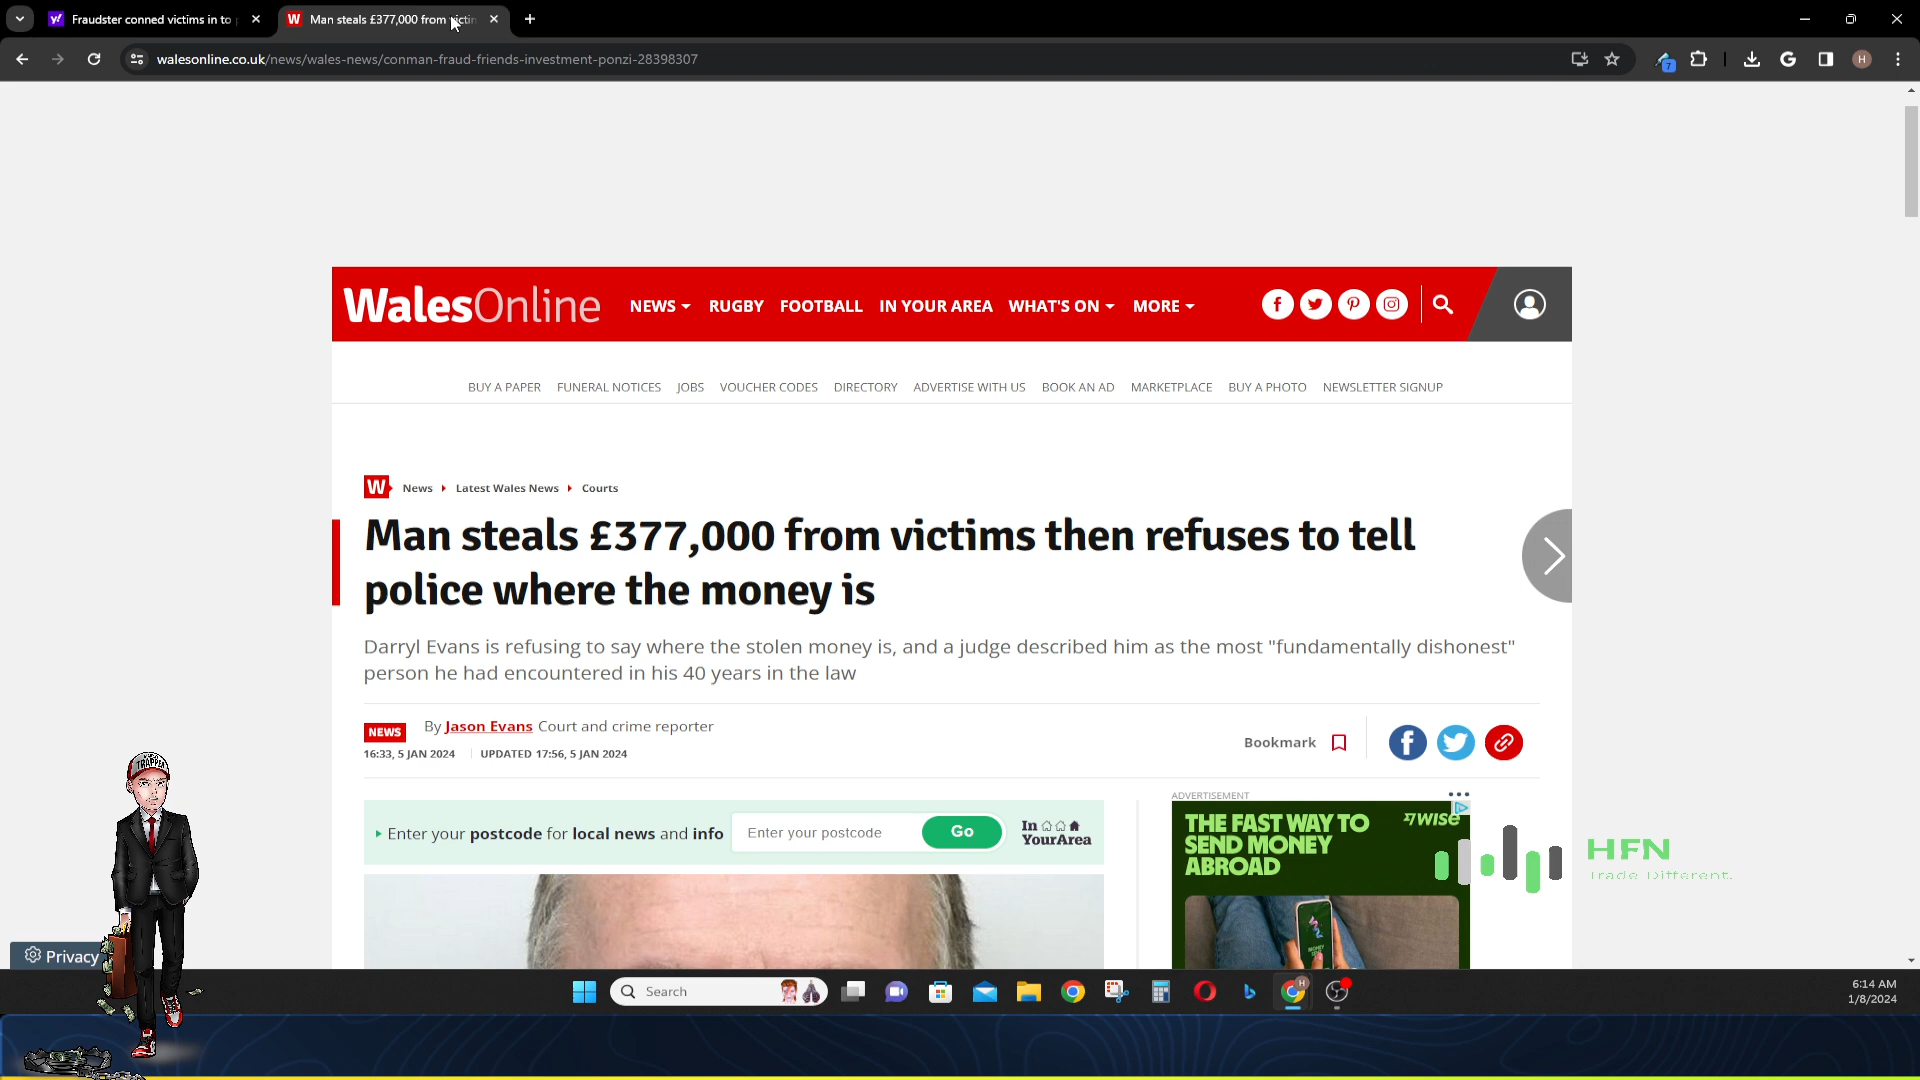 Fraudster conned victims in to
Man steals £377,000 from victi
walesonline.co.uk/news/wales-news/conman-fraud-friends-investment-ponzi-28398307
7
H
WalesOnline
NEWS RUGBY FOOTBALL IN YOUR AREA WHAT'S ON MORE
BUY A PAPER FUNERAL NOTICES JOBS VOUCHER CODES DIRECTORY ADVERTISE WITH US BOOK AN AD MARKETPLACE BUY A PHOTO NEWSLETTER SIGNUP
W News Latest Wales News Courts
Man steals £377,000 from victims then refuses to tell
police where the money is
Darryl Evans is refusing to say where the stolen money is, and a judge described him as the most "fundamentally dishonest"
person he had encountered in his 40 years in the law
NEWS
By Jason Evans Court and crime reporter
16:33, 5 JAN 2024 UPDATED 17:56, 5 JAN 2024
Bookmark
Enter your postcode for local news and info
Enter your postcode
Go
In
YourArea
ADVERTISEMENT
THE FAST WAY TO
SEND MONEY
ABROAD
WISE
HFN
Trade Different.
TRAPPER
Privacy
Search
6:14 AM
1/8/2024